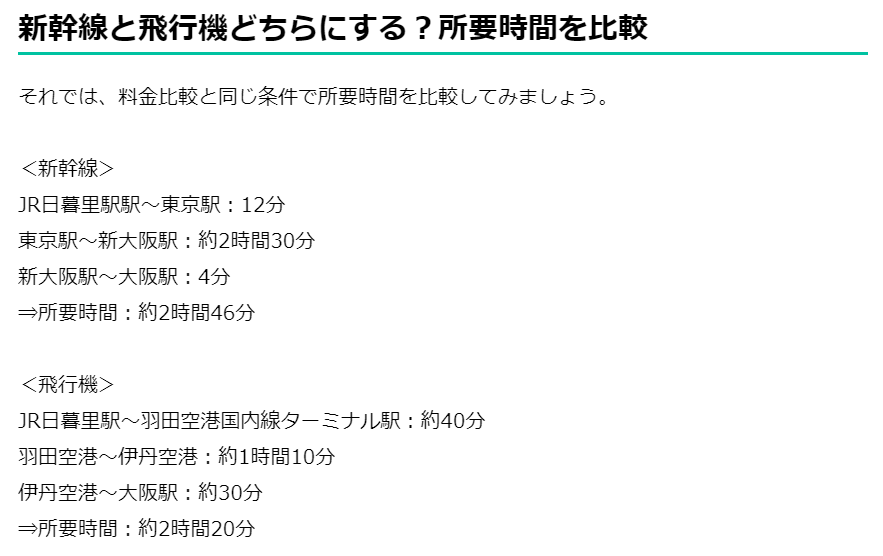 新幹線と飛行機どちらにする？所要時間を比較
それでは、料金比較と同じ条件で所要時間を比較してみましょう。
＜新幹線＞
JR日暮里駅駅～東京駅：12分
東京駅～新大阪駅：約2時間30分
新大阪駅～大阪駅：4分
⇒所要時間：約2時間46分
＜飛行機＞
JR日暮里駅～羽田空港国内線ターミナル駅：約40分
羽田空港～伊丹空港：約1時間10分
伊丹空港～大阪駅：約30分
⇒所要時間：約2時間20分